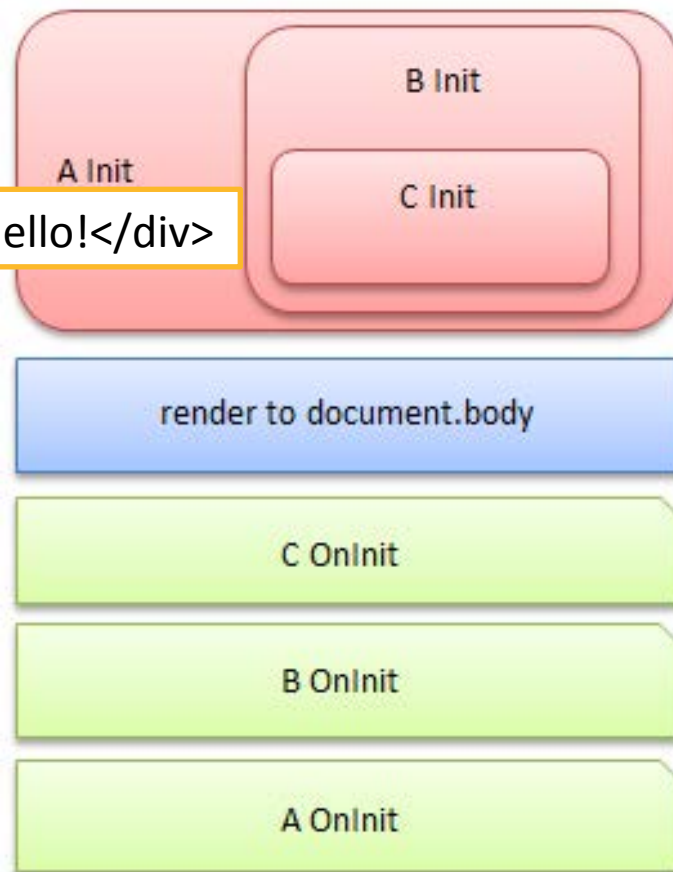 B Init
A Init
C Init
ello!</div>
render to document.body
C OnInit
B OnInit
A OnInit